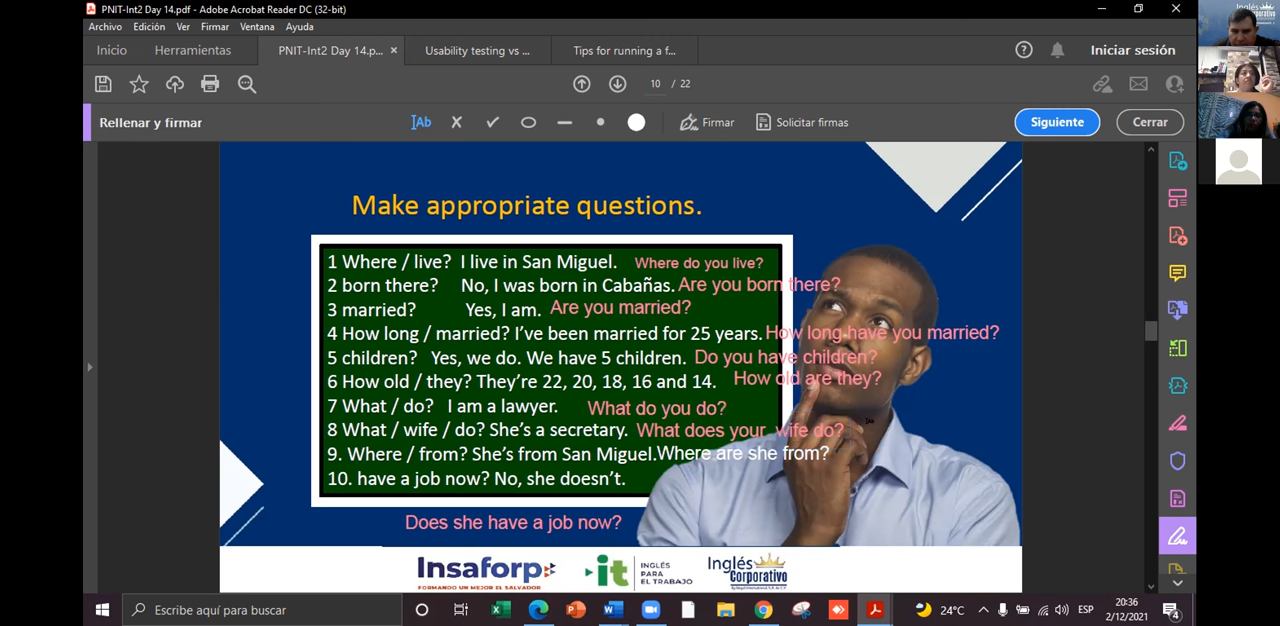 PNIT-Int2 Day 14.pdf - Adobe Acrobat Reader DC (32-bit)
Archivo Edición Ver Firmar Ventana Ayuda
Inicio Herramientas PNIT-Int2 Day 14.p... × Usability testing vs ... Tips for running a f... Iniciar sesión
10 / 22
Rellenar y firmar Firmar Solicitar firmas Siguiente Cerrar
Make appropriate questions.
1 Where / live? I live in San Miguel. Where do you live?
2 born there? No, I was born in Cabañas. Are you born there?
3 married? Yes, I am. Are you married?
4 How long / married? I've been married for 25 years. How long have you married?
5 children? Yes, we do. We have 5 children. Do you have children?
6 How old / they? They're 22, 20, 18, 16 and 14. How old are they?
7 What / do? I am a lawyer. What do you do?
8 What / wife / do? She's a secretary. What does your wife do?
9. Where / from? She's from San Miguel. Where are she from?
10. have a job now? No, she doesn't.
Does she have a job now?
Insaforp
FORMANDO UN MEJOR EL SALVADOR
it INGLÉS PARA EL TRABAJO
Inglés Corporativo
Escribe aquí para buscar
24°C ESP 20:36
2/12/2021 4